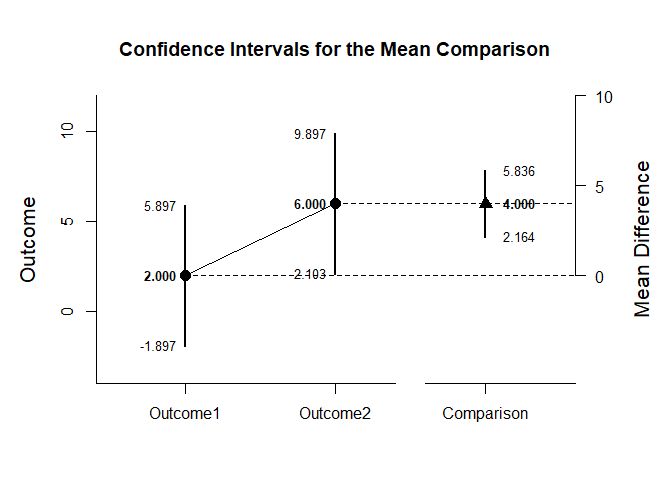 Confidence Intervals for the Mean Comparison
Outcome
10
5
0
5.897
2.000
-1.897
9.897
6.000
2.103
5.836
4.000
2.164
10
5
0
Mean Difference
Outcome1
Outcome2
Comparison